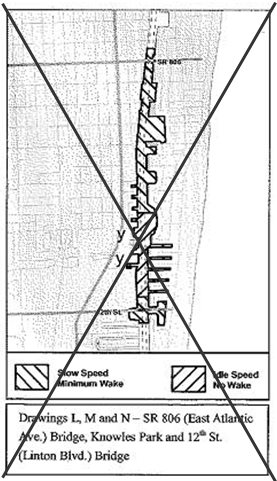 SR 806
y
y
12th St.
Slow Speed
Minimum Wake
Idle Speed
No Wake
Drawings L, M and N – SR 806 (East Atlantic
Ave.) Bridge, Knowles Park and 12th St.
(Linton Blvd.) Bridge